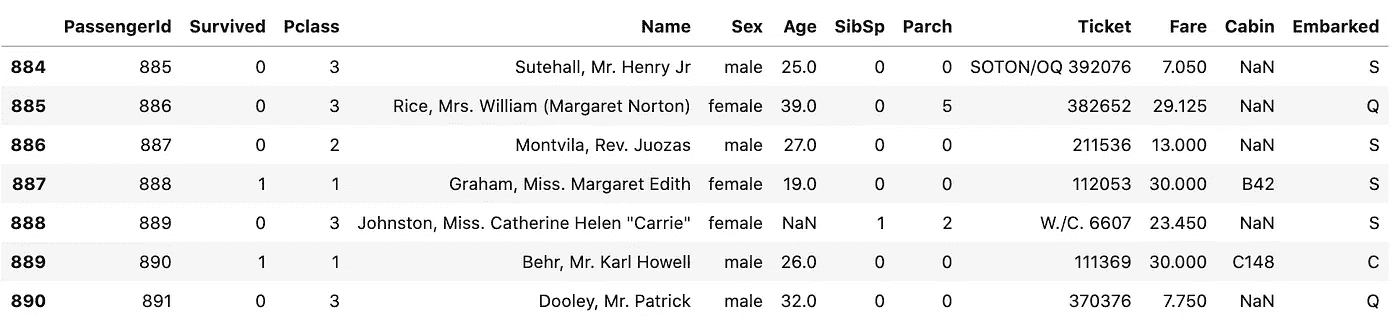 PassengerId Survived Pclass Name Sex Age SibSp Parch Ticket Fare Cabin Embarked
884 885 0 3 Sutehall, Mr. Henry Jr male 25.0 0 0 SOTON/OQ 392076 7.050 NaN S
885 886 0 3 Rice, Mrs. William (Margaret Norton) female 39.0 0 5 382652 29.125 NaN Q
886 887 0 2 Montvila, Rev. Juozas male 27.0 0 0 211536 13.000 NaN S
887 888 1 1 Graham, Miss. Margaret Edith female 19.0 0 0 112053 30.000 B42 S
888 889 0 3 Johnston, Miss. Catherine Helen "Carrie" female NaN 1 2 W./C. 6607 23.450 NaN S
889 890 1 1 Behr, Mr. Karl Howell male 26.0 0 0 111369 30.000 C148 C
890 891 0 3 Dooley, Mr. Patrick male 32.0 0 0 370376 7.750 NaN Q